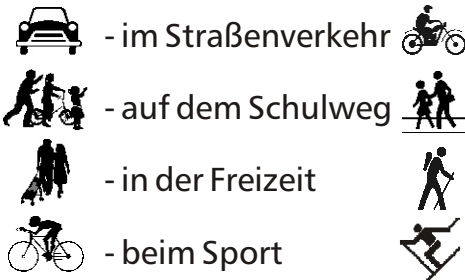 - im Straßenverkehr
- auf dem Schulweg
- in der Freizeit
- beim Sport